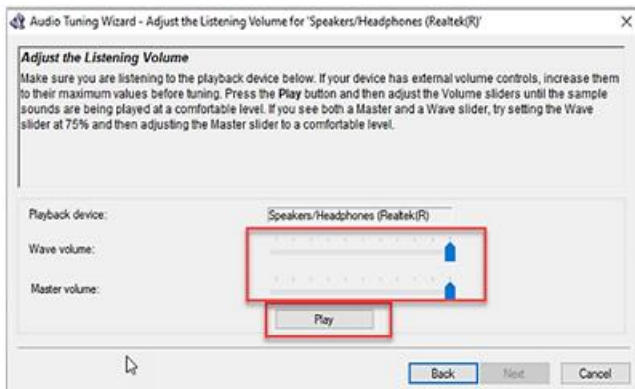 Audio Tuning Wizard - Adjust the Listening Volume for 'Speakers/Headphones (Realtek(R)'
Adjust the Listening Volume
Make sure you are listening to the playback device below. If your device has external volume controls, increase them
to their maximum values before tuning. Press the Play button and then adjust the Volume sliders until the sample
sounds are being played at a comfortable level. If you see both a Master and a Wave slider, try setting the Wave
slider at 75% and then adjusting the Master slider to a comfortable level.
Playback device:
Speakers/Headphones (Realtek(R)
Wave volume:
Master volume:
Play
Back
Next
Cancel